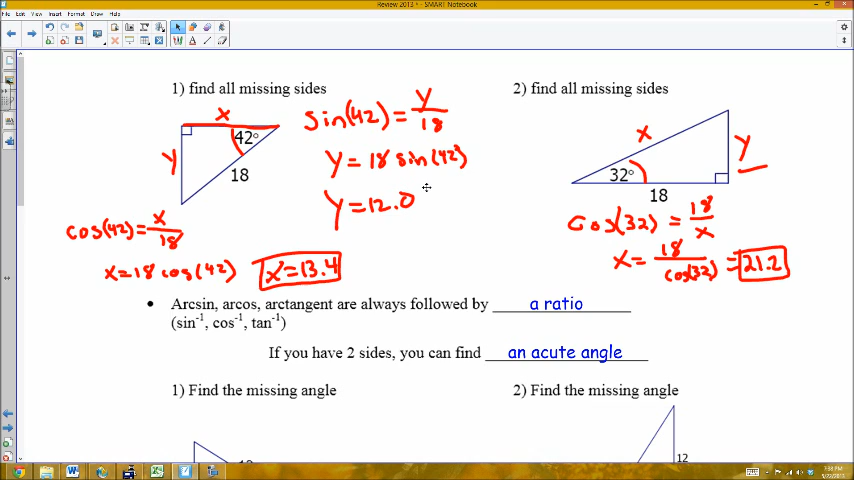 Review 2013 * - SMART Notebook
File Edit View Insert Format Tools Draw Help
1) find all missing sides
x
42°
y
18
sin(42) = y/18
y = 18 sin(42)
y = 12.0
cos(42) = x/18
x = 18 cos(42)
x = 13.4
2) find all missing sides
x
y
32°
18
cos(32) = 18/x
x = 18/cos(32) = 21.2
• Arcsin, arcos, arctangent are always followed by a ratio
(sin⁻¹, cos⁻¹, tan⁻¹)
If you have 2 sides, you can find an acute angle
1) Find the missing angle
2) Find the missing angle
12
5/22/2013